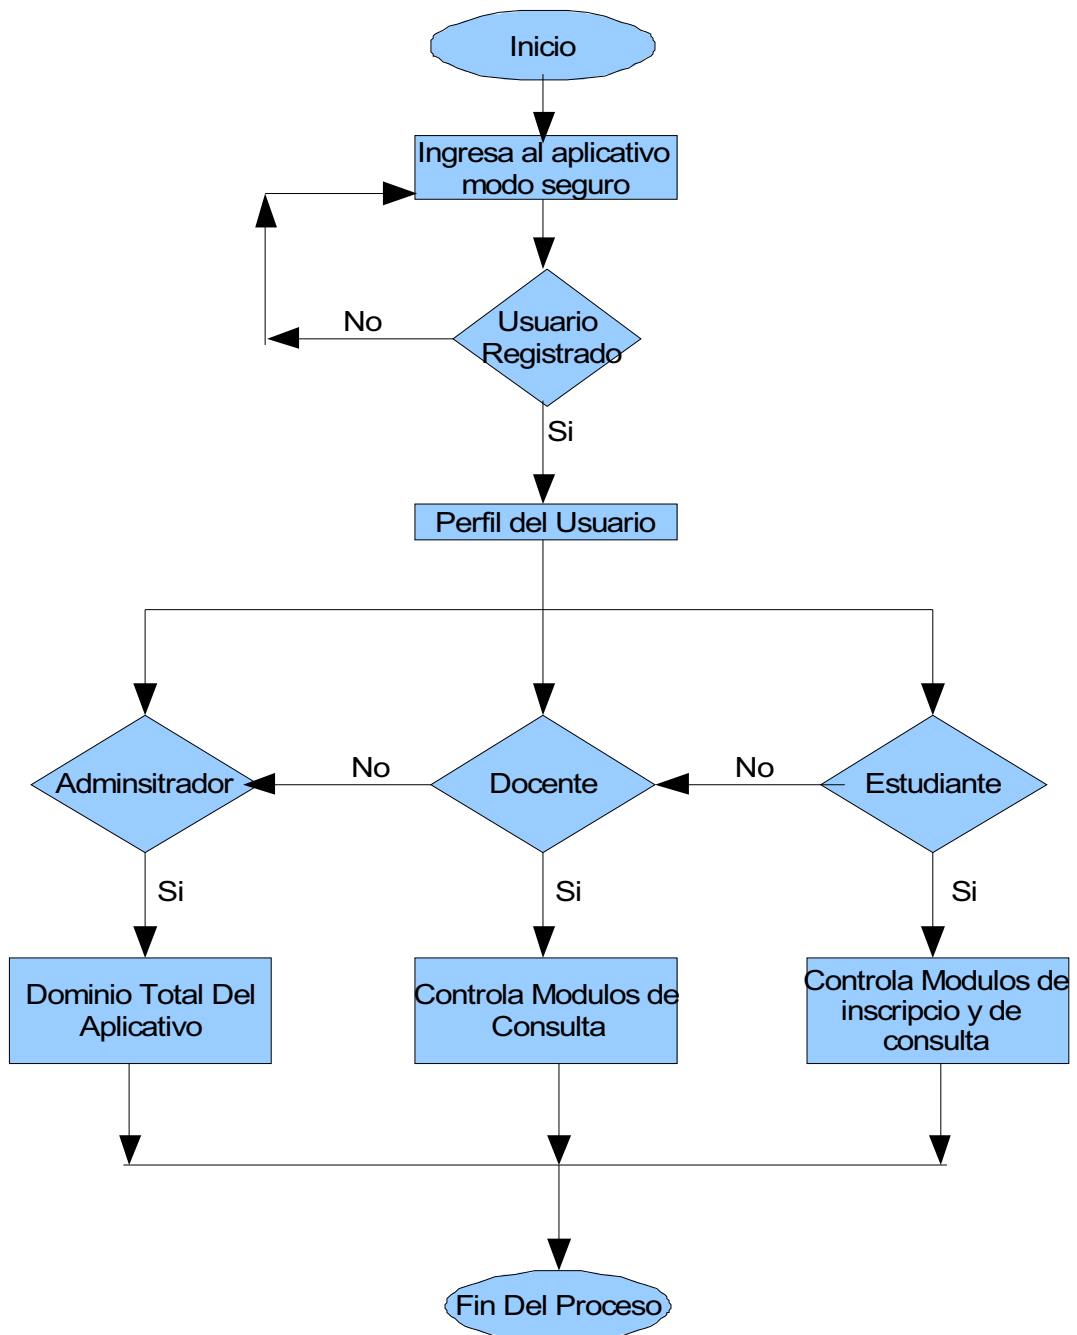 Inicio
Ingresa al aplicativo
modo seguro
No
Usuario
Registrado
Si
Perfil del Usuario
Adminsitrador
No
Docente
No
Estudiante
Si
Si
Si
Dominio Total Del
Aplicativo
Controla Modulos de
Consulta
Controla Modulos de
inscripcio y de
consulta
Fin Del Proceso